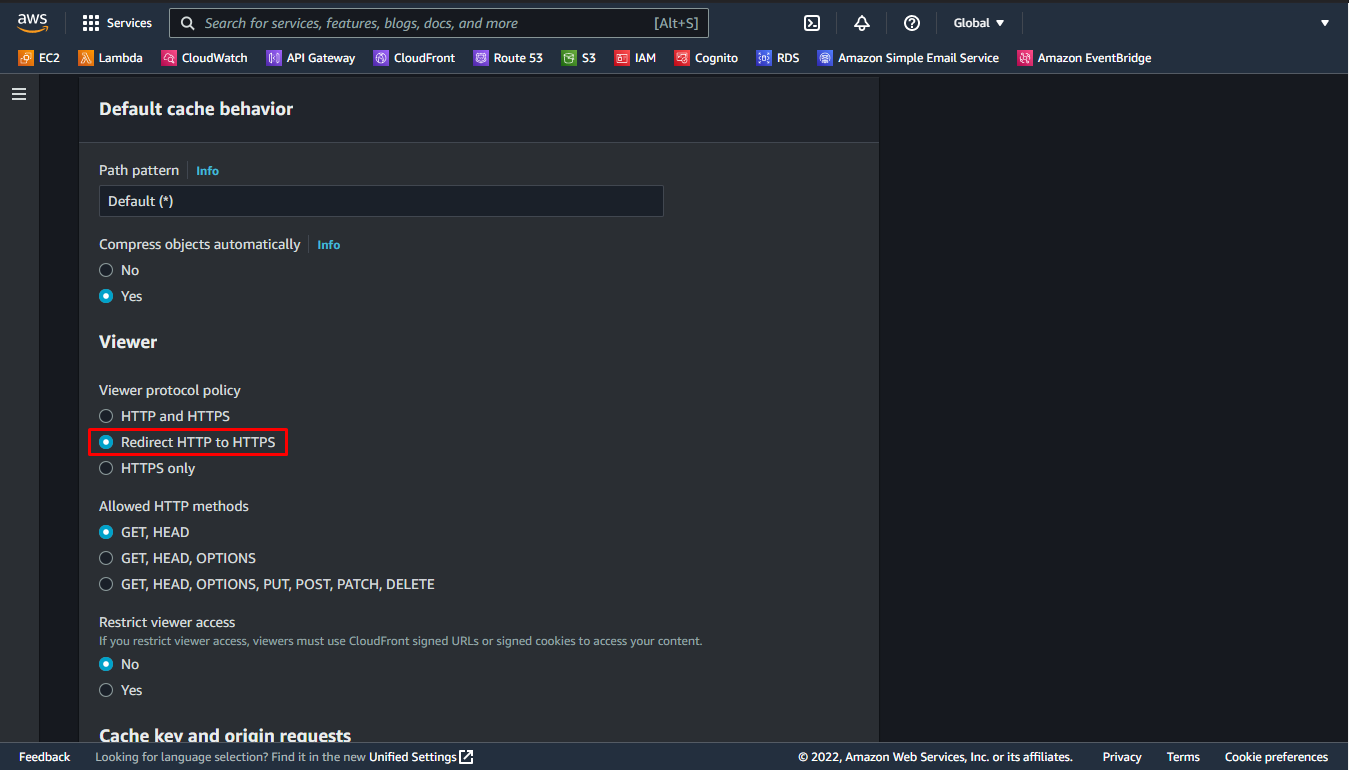 aws Services Search for services, features, blogs, docs, and more [Alt+S] Global
EC2 Lambda CloudWatch API Gateway CloudFront Route 53 S3 IAM Cognito RDS Amazon Simple Email Service Amazon EventBridge
Default cache behavior
Path pattern Info
Default (*)
Compress objects automatically Info
No
Yes
Viewer
Viewer protocol policy
HTTP and HTTPS
Redirect HTTP to HTTPS
HTTPS only
Allowed HTTP methods
GET, HEAD
GET, HEAD, OPTIONS
GET, HEAD, OPTIONS, PUT, POST, PATCH, DELETE
Restrict viewer access
If you restrict viewer access, viewers must use CloudFront signed URLs or signed cookies to access your content.
No
Yes
Cache key and origin requests
Feedback Looking for language selection? Find it in the new Unified Settings © 2022, Amazon Web Services, Inc. or its affiliates. Privacy Terms Cookie preferences